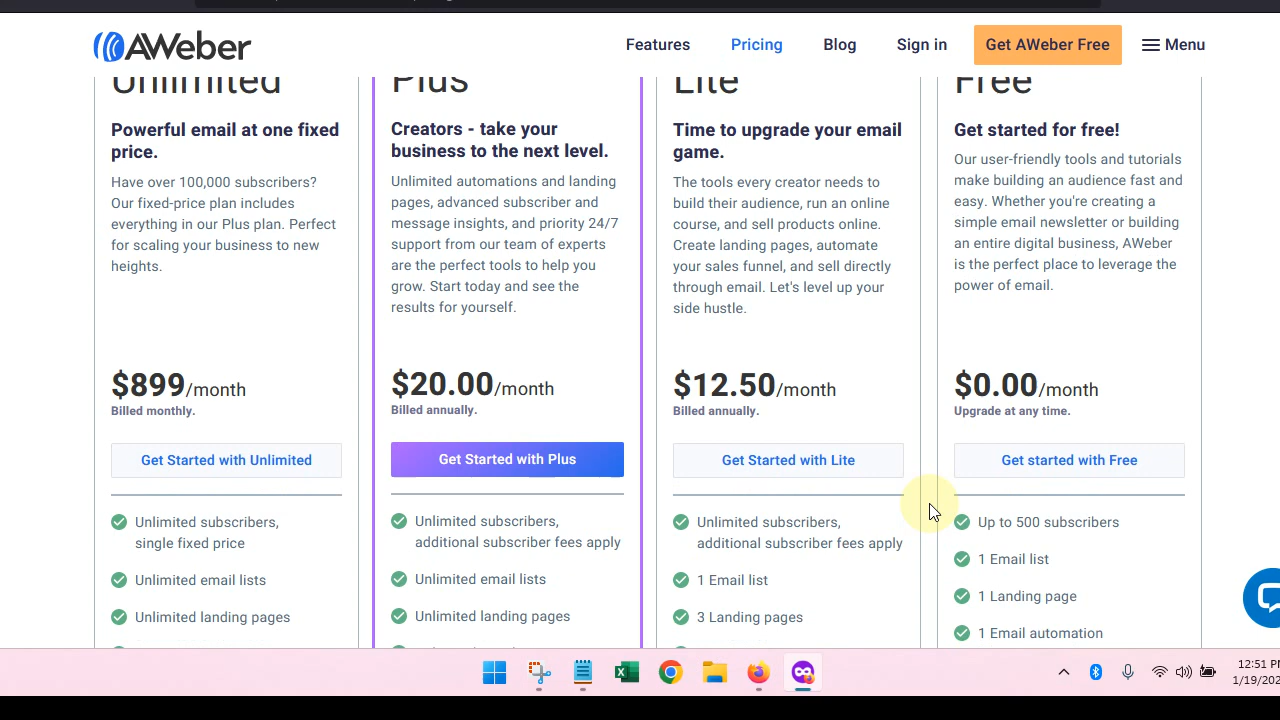 AWeber
Features
Pricing
Blog
Sign in
Get AWeber Free
Menu
Unlimited
Powerful email at one fixed
price.
Have over 100,000 subscribers?
Our fixed-price plan includes
everything in our Plus plan. Perfect
for scaling your business to new
heights.
$899/month
Billed monthly.
Get Started with Unlimited
Unlimited subscribers,
single fixed price
Unlimited email lists
Unlimited landing pages
Plus
Creators - take your
business to the next level.
Unlimited automations and landing
pages, advanced subscriber and
message insights, and priority 24/7
support from our team of experts
are the perfect tools to help you
grow. Start today and see the
results for yourself.
$20.00/month
Billed annually.
Get Started with Plus
Unlimited subscribers,
additional subscriber fees apply
Unlimited email lists
Unlimited landing pages
Lite
Time to upgrade your email
game.
The tools every creator needs to
build their audience, run an online
course, and sell products online.
Create landing pages, automate
your sales funnel, and sell directly
through email. Let's level up your
side hustle.
$12.50/month
Billed annually.
Get Started with Lite
Unlimited subscribers,
additional subscriber fees apply
1 Email list
3 Landing pages
Free
Get started for free!
Our user-friendly tools and tutorials
make building an audience fast and
easy. Whether you're creating a
simple email newsletter or building
an entire digital business, AWeber
is the perfect place to leverage the
power of email.
$0.00/month
Upgrade at any time.
Get started with Free
Up to 500 subscribers
1 Email list
1 Landing page
1 Email automation
12:51
1/19/202